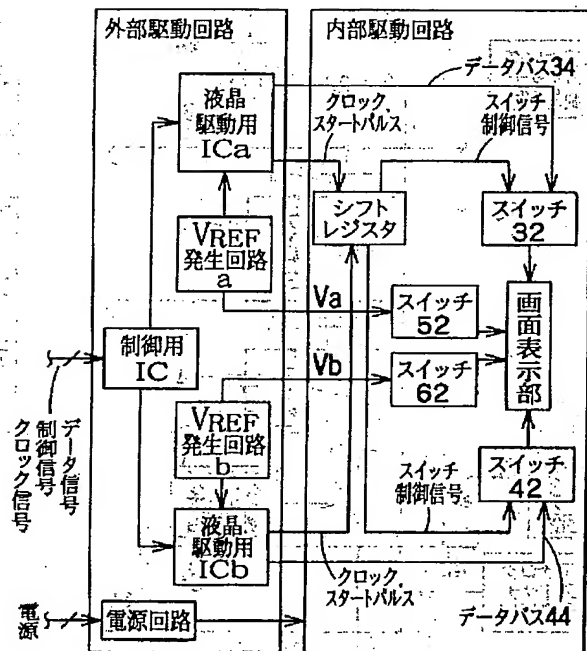 外部駆動回路
内部駆動回路
データバス34
液晶
駆動用
ICa
クロック,
スタートパルス
スイッチ
制御信号
シフト
レジスタ
スイッチ
32
VREF
発生回路
a
Va
スイッチ
52
画面表示部
制御用
IC
Vb
スイッチ
62
VREF
発生回路
b
データ信号
制御信号
クロック信号
スイッチ
制御信号
スイッチ
42
液晶
駆動用
ICb
クロック,
スタートパルス
データバス44
電源
電源回路